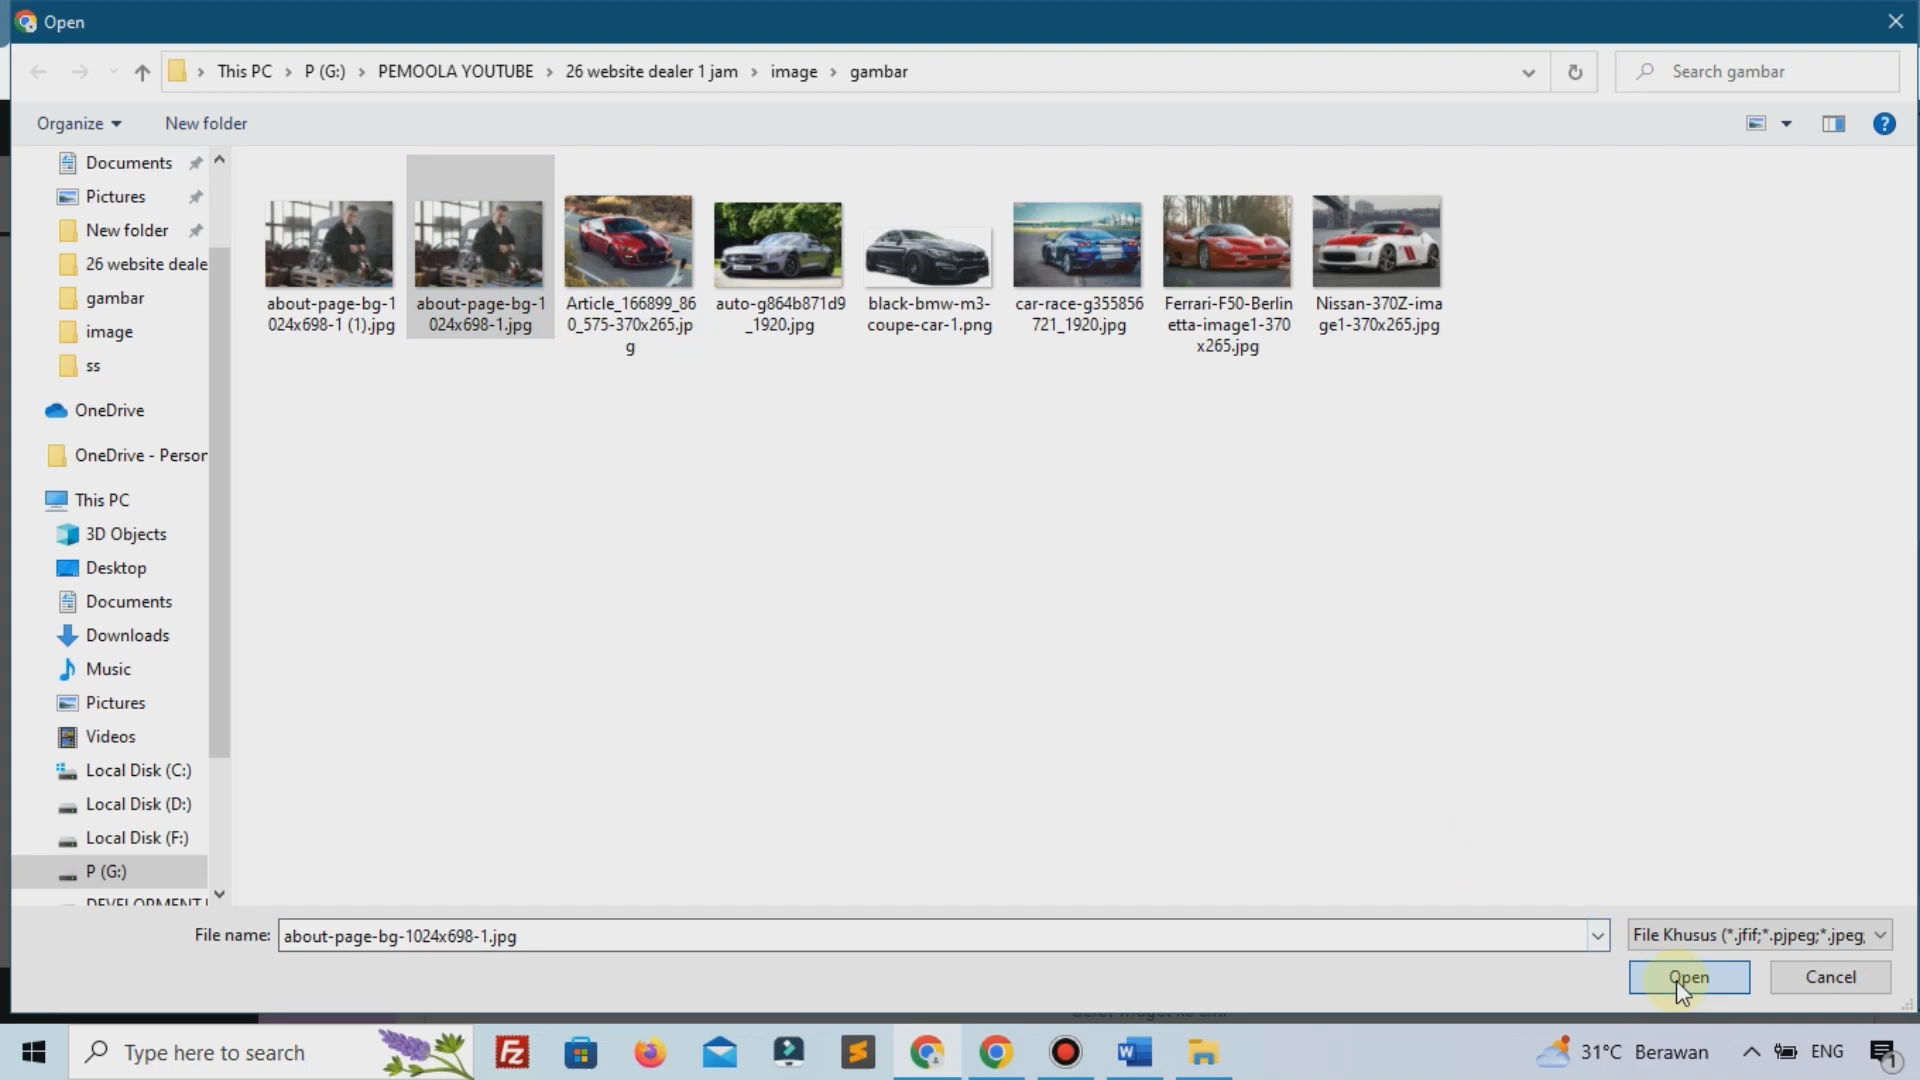 Open
This PC
P (G:)
PEMOOLA YOUTUBE
26 website dealer 1 jam
image
gambar
Search gambar
Organize
New folder
Documents
Pictures
New folder
26 website deale
gambar
image
ss
OneDrive
OneDrive - Person
This PC
3D Objects
Desktop
Documents
Downloads
Music
Pictures
Videos
Local Disk (C:)
Local Disk (D:)
Local Disk (F:)
P (G:)
about-page-bg-1
024x698-1 (1).jpg
about-page-bg-1
024x698-1.jpg
Article_166899_86
0_575-370x265.jp
g
auto-g864b871d9
_1920.jpg
black-bmw-m3-
coupe-car-1.png
car-race-g355856
721_1920.jpg
Ferrari-F50-Berlin
etta-image1-370
x265.jpg
Nissan-370Z-ima
ge1-370x265.jpg
File name:
about-page-bg-1024x698-1.jpg
File Khusus (*.jfif;*.pjpeg;*.jpeg;
Open
Cancel
Type here to search
31°C Berawan
ENG
1